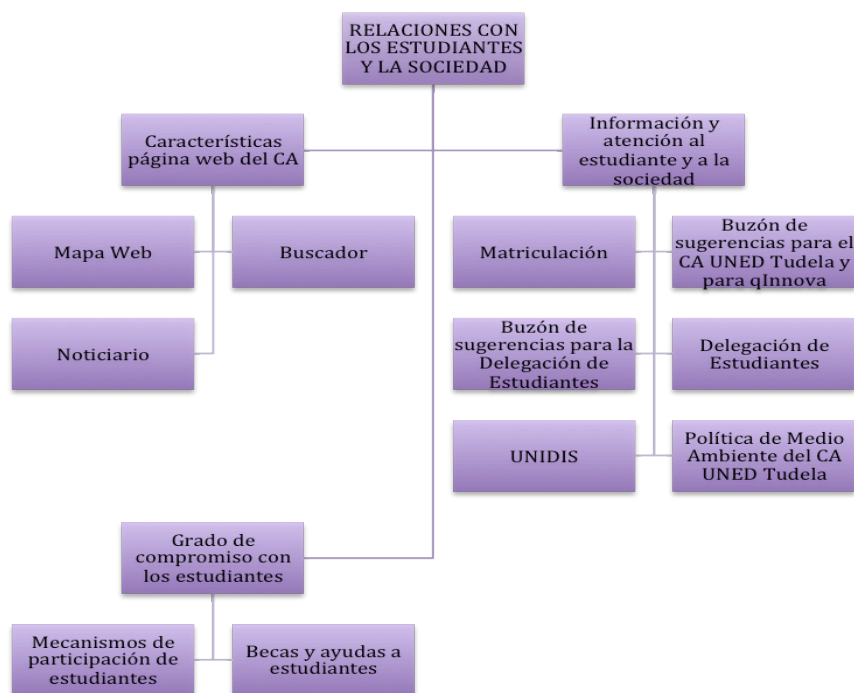 RELACIONES CON
LOS ESTUDIANTES
Y LA SOCIEDAD
Características
página web del CA
Información y
atención al
estudiante y a la
sociedad
Mapa Web
Buscador
Matriculación
Buzón de
sugerencias para el
CA UNED Tudela y
para qInnova
Noticiario
Buzón de
sugerencias para la
Delegación de
Estudiantes
Delegación de
Estudiantes
UNIDIS
Política de Medio
Ambiente del CA
UNED Tudela
Grado de
compromiso con
los estudiantes
Mecanismos de
participación de
estudiantes
Becas y ayudas a
estudiantes